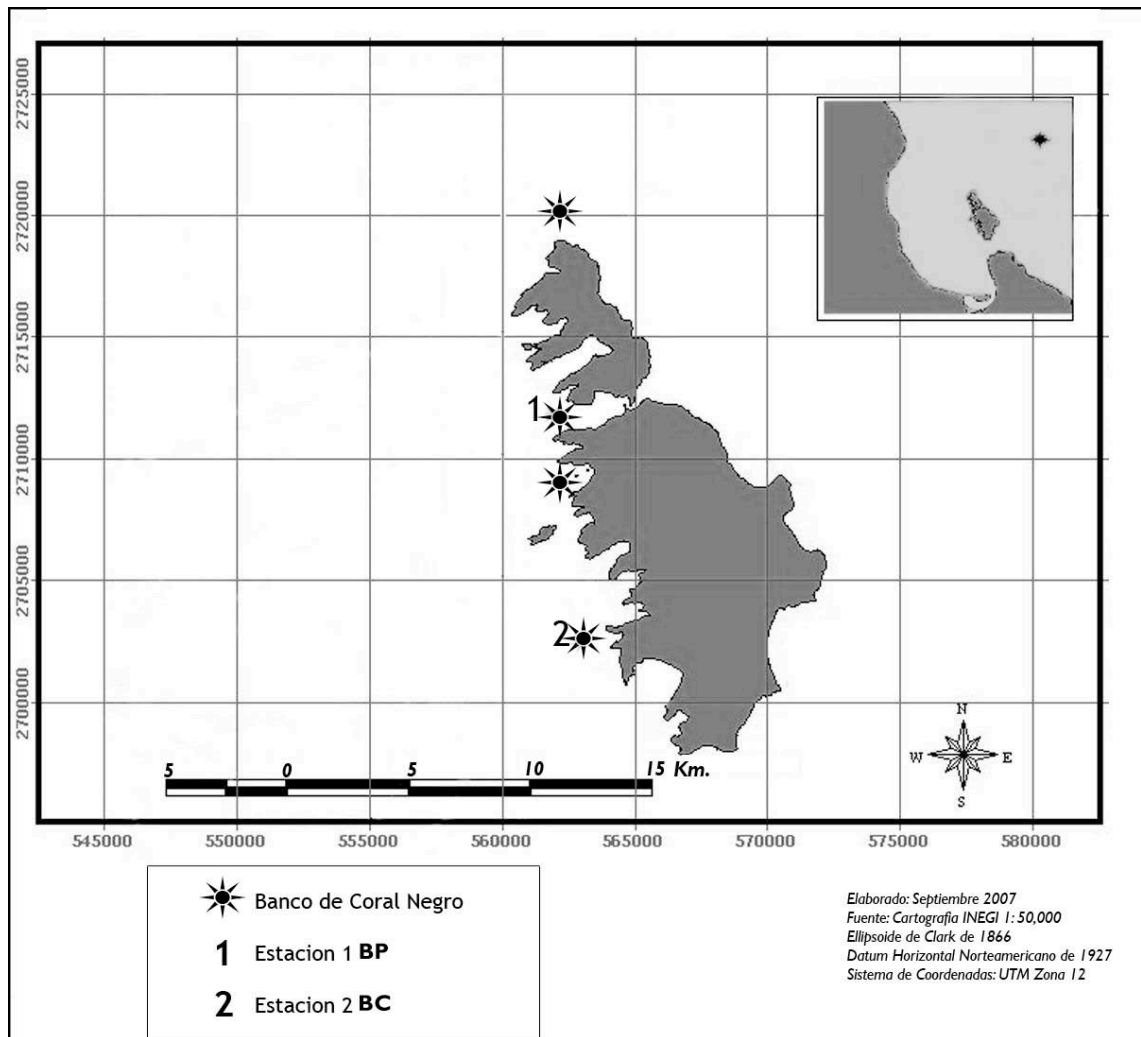 2725000
2720000
2715000
2710000
2705000
2700000
1
2
N
W E
S
5 0 5 10 15 Km.
545000 550000 555000 560000 565000 570000 575000 580000
Banco de Coral Negro
1 Estacion 1 BP
2 Estacion 2 BC
Elaborado: Septiembre 2007
Fuente: Cartografia INEGI 1: 50,000
Ellipsoide de Clark de 1866
Datum Horizontal Norteamericano de 1927
Sistema de Coordenadas: UTM Zona 12